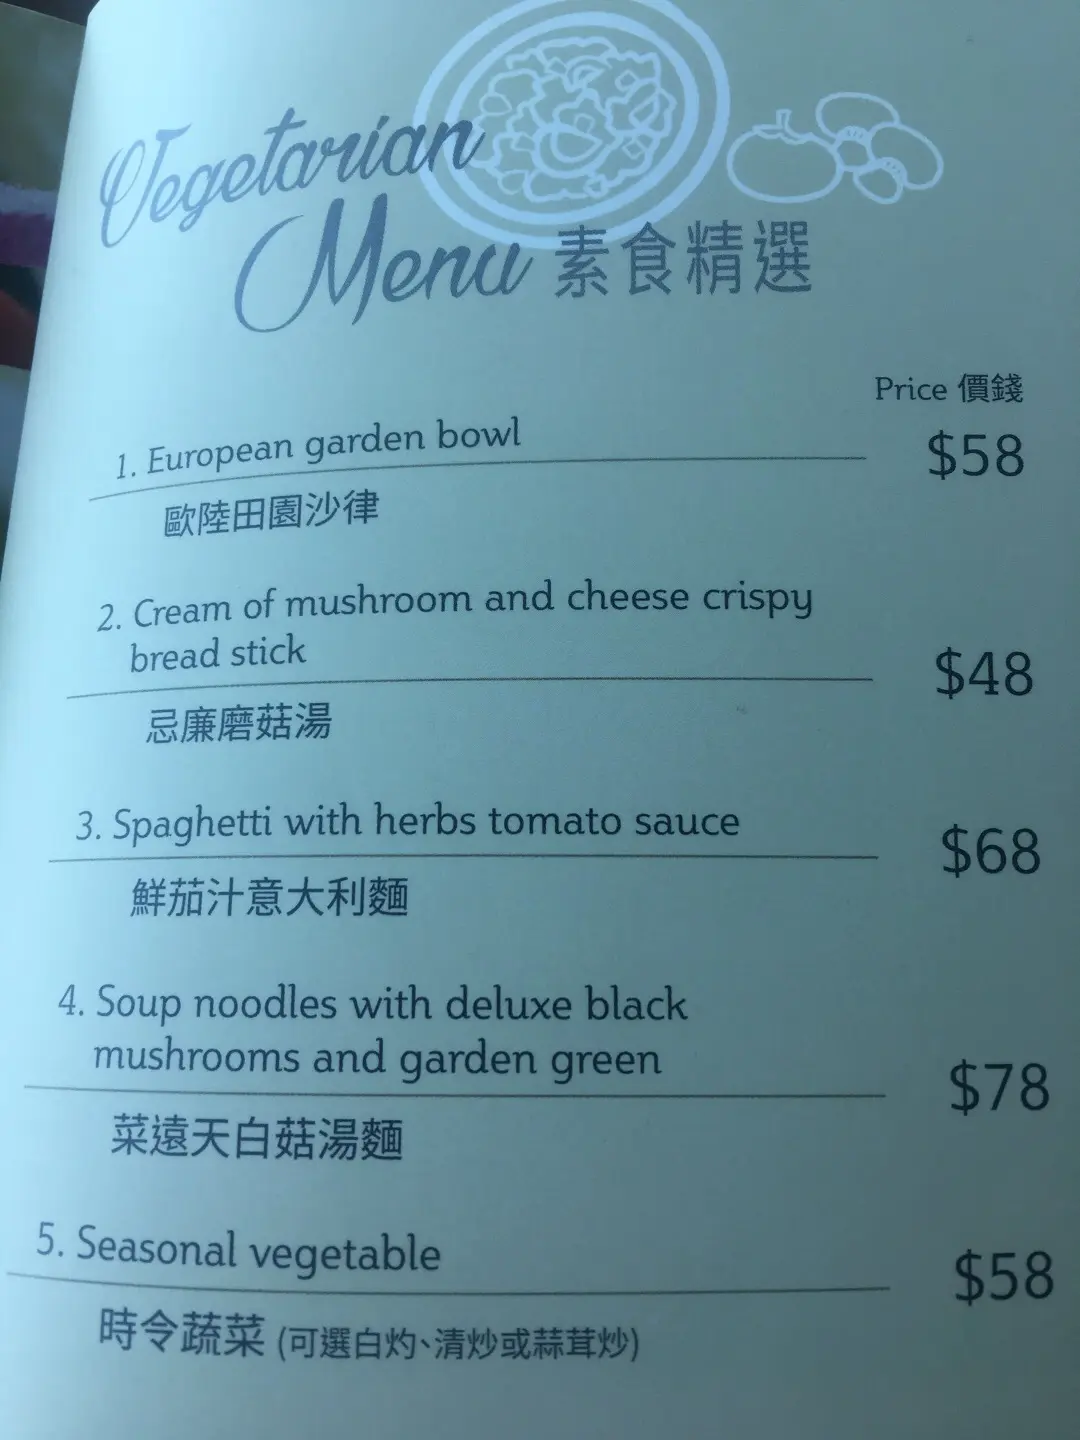 Vegetarian
Menu 素食精選
Price 價錢
1. European garden bowl
$58
歐陸田園沙律
2. Cream of mushroom and cheese crispy
bread stick
$48
忌廉磨菇湯
3. Spaghetti with herbs tomato sauce
$68
鮮茄汁意大利麵
4. Soup noodles with deluxe black
mushrooms and garden green
$78
菜遠天白菇湯麵
5. Seasonal vegetable
$58
時令蔬菜 (可選白灼、清炒或蒜茸炒)